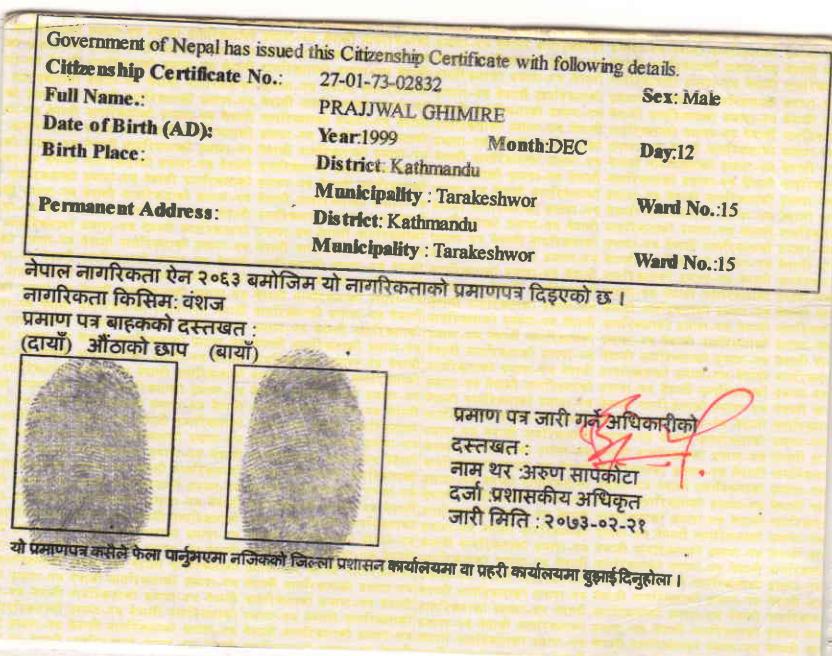 Government of Nepal has issued this Citizenship Certificate with following details.
Citizenship Certificate No.: 27-01-73-02832 Sex: Male
Full Name.: PRAJJWAL GHIMIRE
Date of Birth (AD): Year:1999 Month:DEC Day:12
Birth Place: District: Kathmandu
Municipality : Tarakeshwor Ward No.:15
Permanent Address: District: Kathmandu
Municipality : Tarakeshwor Ward No.:15
नेपाल नागरिकता ऐन २०६३ बमोजिम यो नागरिकताको प्रमाणपत्र दिइएको छ ।
नागरिकता किसिम: वंशज
प्रमाण पत्र बाहकको दस्तखत :
(दायाँ) औंठाको छाप (बायाँ)
प्रमाण पत्र जारी गर्ने अधिकारीको
दस्तखत :
नाम थर :अरुण सापकोटा
दर्जा :प्रशासकीय अधिकृत
जारी मिति : २०७३-०२-२१
यो प्रमाणपत्र कसैले फेला पार्नुभएमा नजिकको जिल्ला प्रशासन कार्यालयमा वा प्रहरी कार्यालयमा बुझाईदिनुहोला ।